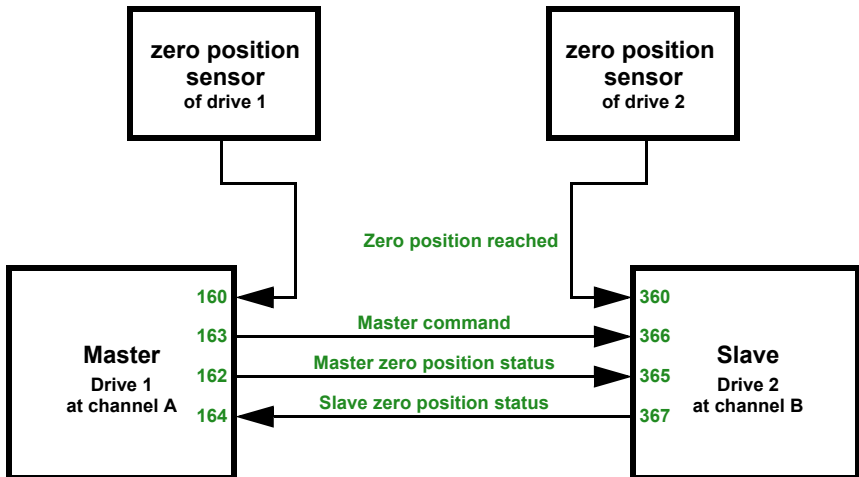 zero position
sensor
of drive 1
zero position
sensor
of drive 2
Zero position reached
160
360
163
Master command
366
Master
Drive 1
at channel A
162
Master zero position status
365
Slave
Drive 2
at channel B
164
Slave zero position status
367